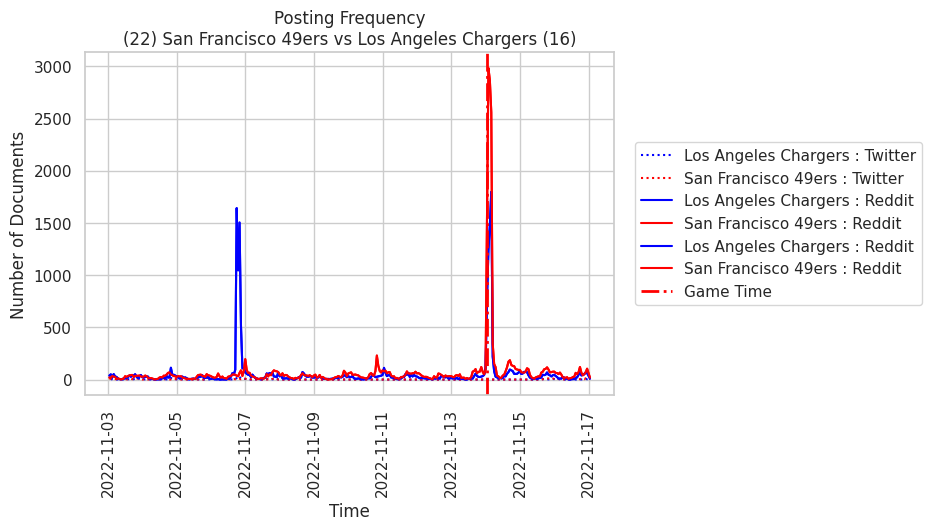 Posting Frequency
(22) San Francisco 49ers vs Los Angeles Chargers (16)
Number of Documents
3000
2500
2000
1500
1000
500
0
2022-11-03
2022-11-05
2022-11-07
2022-11-09
2022-11-11
2022-11-13
2022-11-15
2022-11-17
Time
Los Angeles Chargers : Twitter
San Francisco 49ers : Twitter
Los Angeles Chargers : Reddit
San Francisco 49ers : Reddit
Los Angeles Chargers : Reddit
San Francisco 49ers : Reddit
Game Time